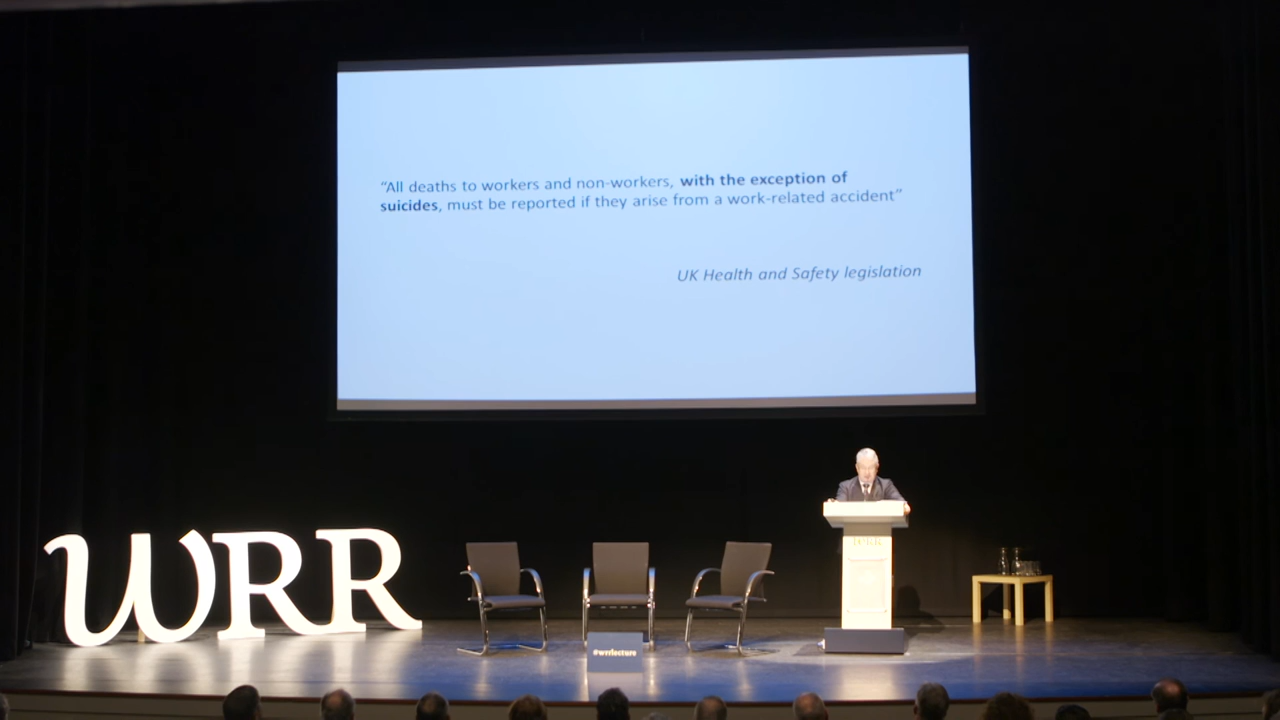 “All deaths to workers and non-workers, with the exception of
suicides, must be reported if they arise from a work-related accident”
UK Health and Safety legislation
WRR
WRR
#wrrlecture